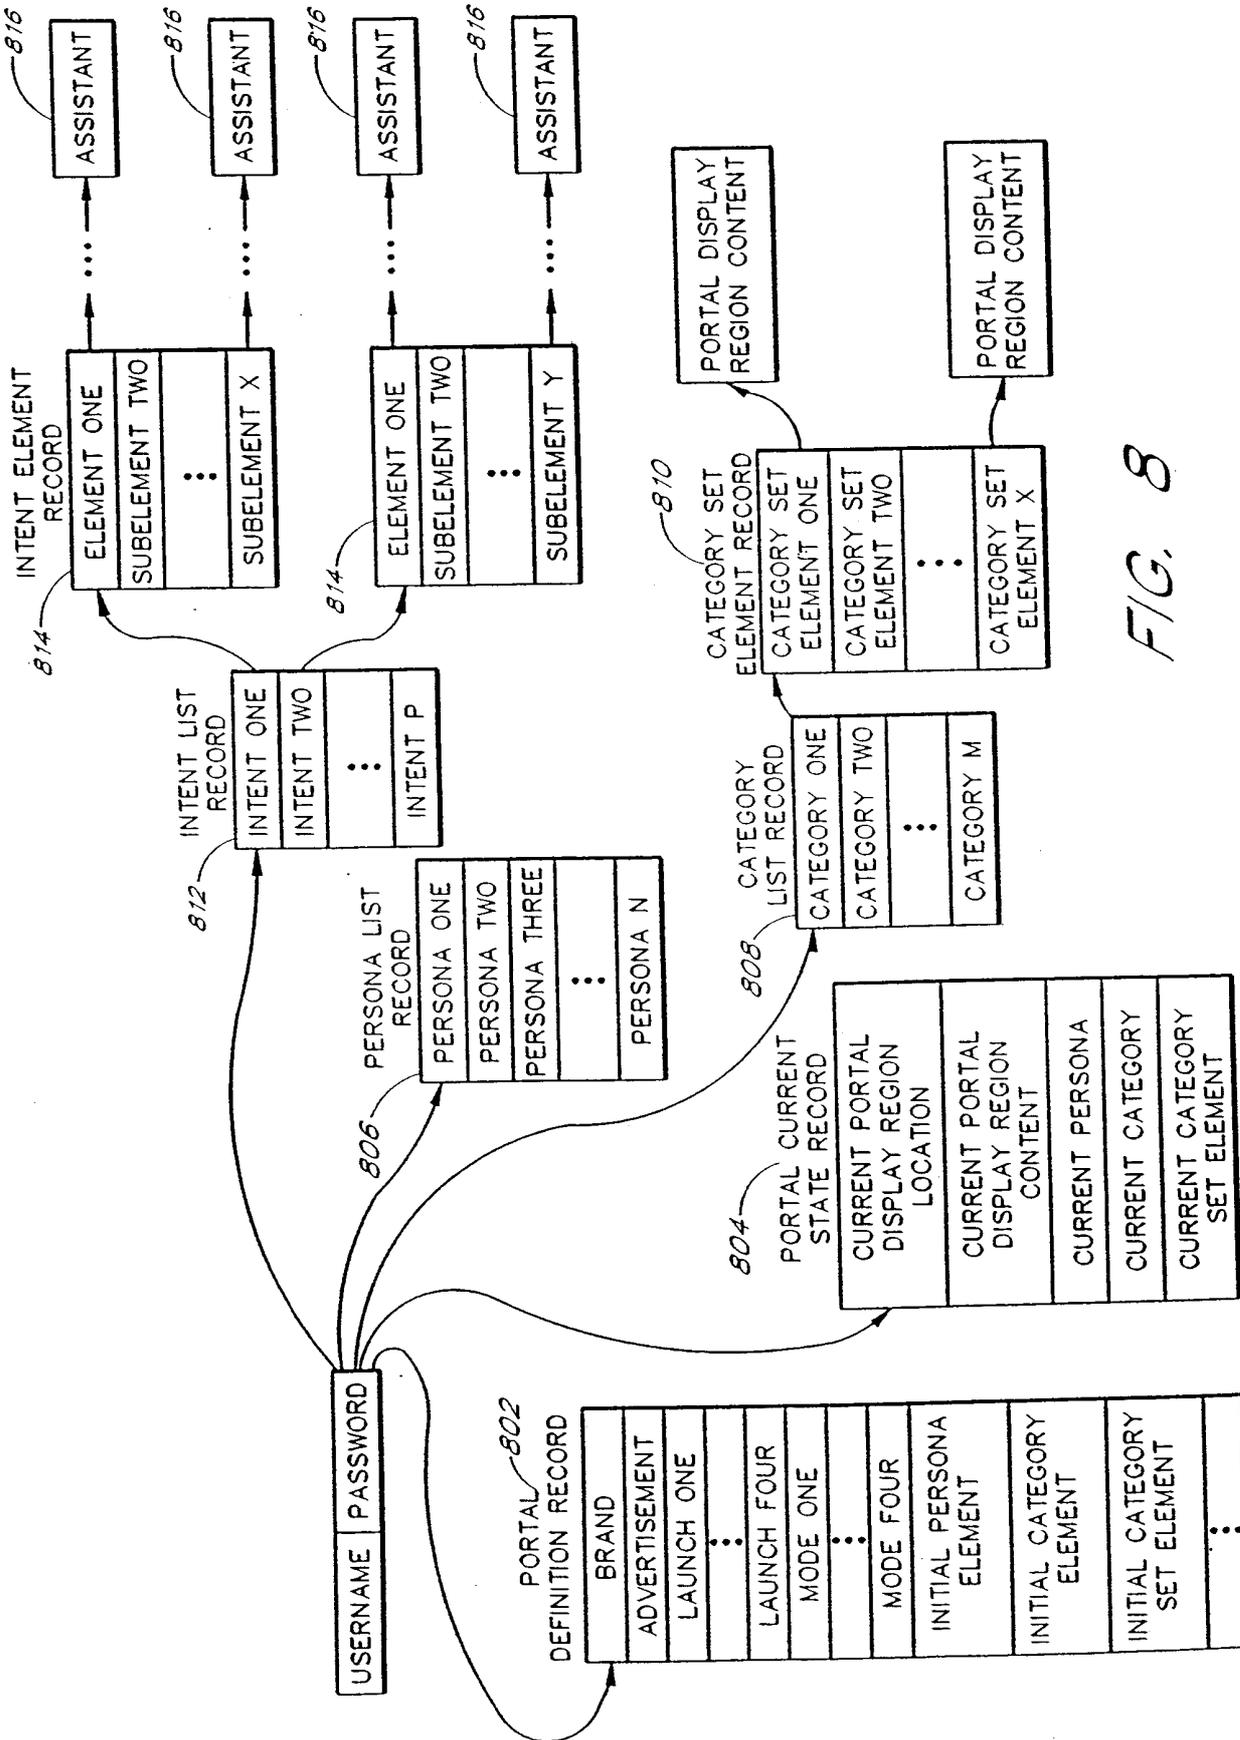 USERNAME
PASSWORD
802
PORTAL
DEFINITION RECORD
BRAND
ADVERTISEMENT
LAUNCH ONE
⋮
LAUNCH FOUR
MODE ONE
⋮
MODE FOUR
INITIAL PERSONA
ELEMENT
INITIAL CATEGORY
ELEMENT
INITIAL CATEGORY
SET ELEMENT
⋮
804
PORTAL CURRENT
STATE RECORD
CURRENT PORTAL
DISPLAY REGION
LOCATION
CURRENT PORTAL
DISPLAY REGION
CONTENT
CURRENT PERSONA
CURRENT CATEGORY
CURRENT CATEGORY
SET ELEMENT
806
PERSONA LIST
RECORD
PERSONA ONE
PERSONA TWO
PERSONA THREE
⋮
PERSONA N
808
CATEGORY
LIST RECORD
CATEGORY ONE
CATEGORY TWO
⋮
CATEGORY M
810
CATEGORY SET
ELEMENT RECORD
CATEGORY SET
ELEMENT ONE
CATEGORY SET
ELEMENT TWO
⋮
CATEGORY SET
ELEMENT X
PORTAL DISPLAY
REGION CONTENT
PORTAL DISPLAY
REGION CONTENT
812
INTENT LIST
RECORD
INTENT ONE
INTENT TWO
⋮
INTENT P
814
INTENT ELEMENT
RECORD
ELEMENT ONE
SUBELEMENT TWO
⋮
SUBELEMENT X
814
ELEMENT ONE
SUBELEMENT TWO
⋮
SUBELEMENT Y
...
ASSISTANT
816
...
ASSISTANT
816
...
ASSISTANT
816
...
ASSISTANT
816
FIG. 8